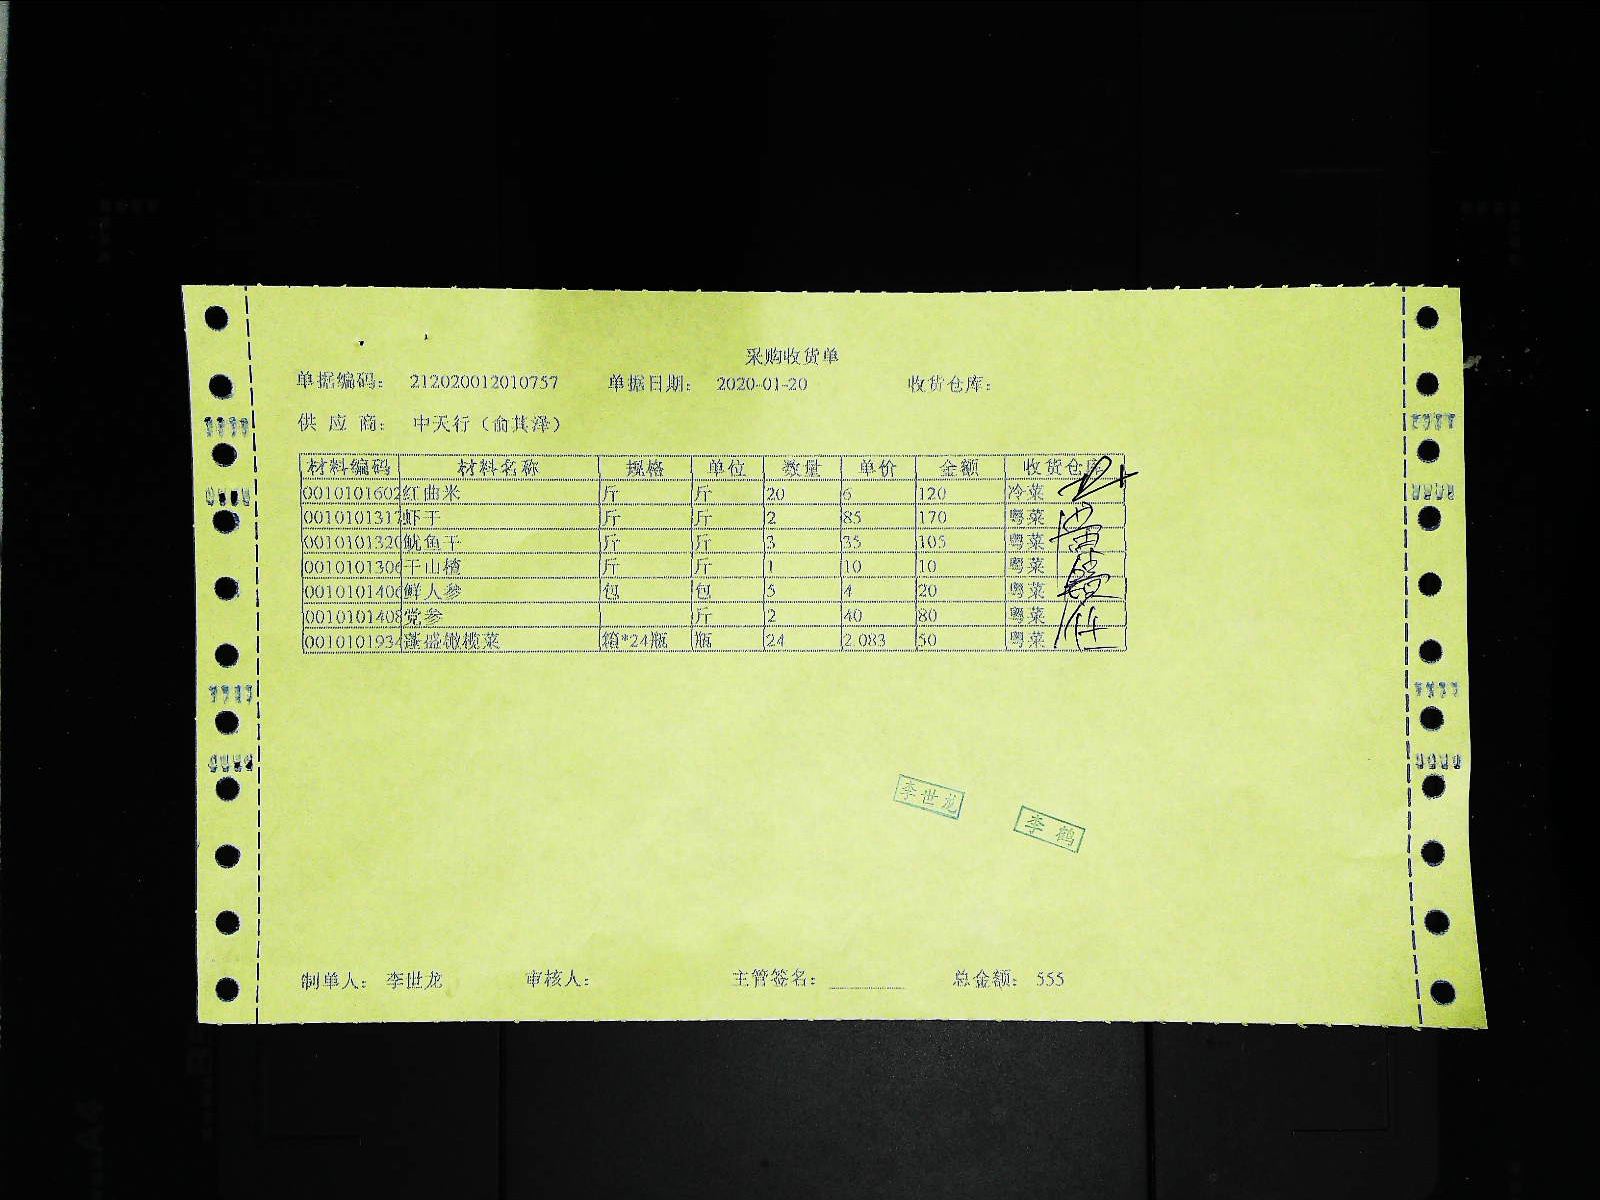 采购收货单
单据编码: 212020012010757 单据日期: 2020-01-20 收货仓库:
供 应 商: 中天行（俞其泽）
材料编码 材料名称 规格 单位 数量 单价 金额 收货仓库
0010101602 红曲米 斤 斤 20 6 120 冷菜
001010131 虾干 斤 斤 2 85 170 粤菜
001010132 鱿鱼干 斤 斤 3 35 105 粤菜
001010130 干山楂 斤 斤 1 10 10 粤菜
001010140 鲜人参 包 包 5 4 20 粤菜
001010140 党参 斤 2 40 80 粤菜
001010193 蓬盛橄榄菜 箱*24瓶 瓶 24 2.083 50 粤菜
李世龙
李鹤
制单人: 李世龙 审核人: 主管签名: 总金额: 555